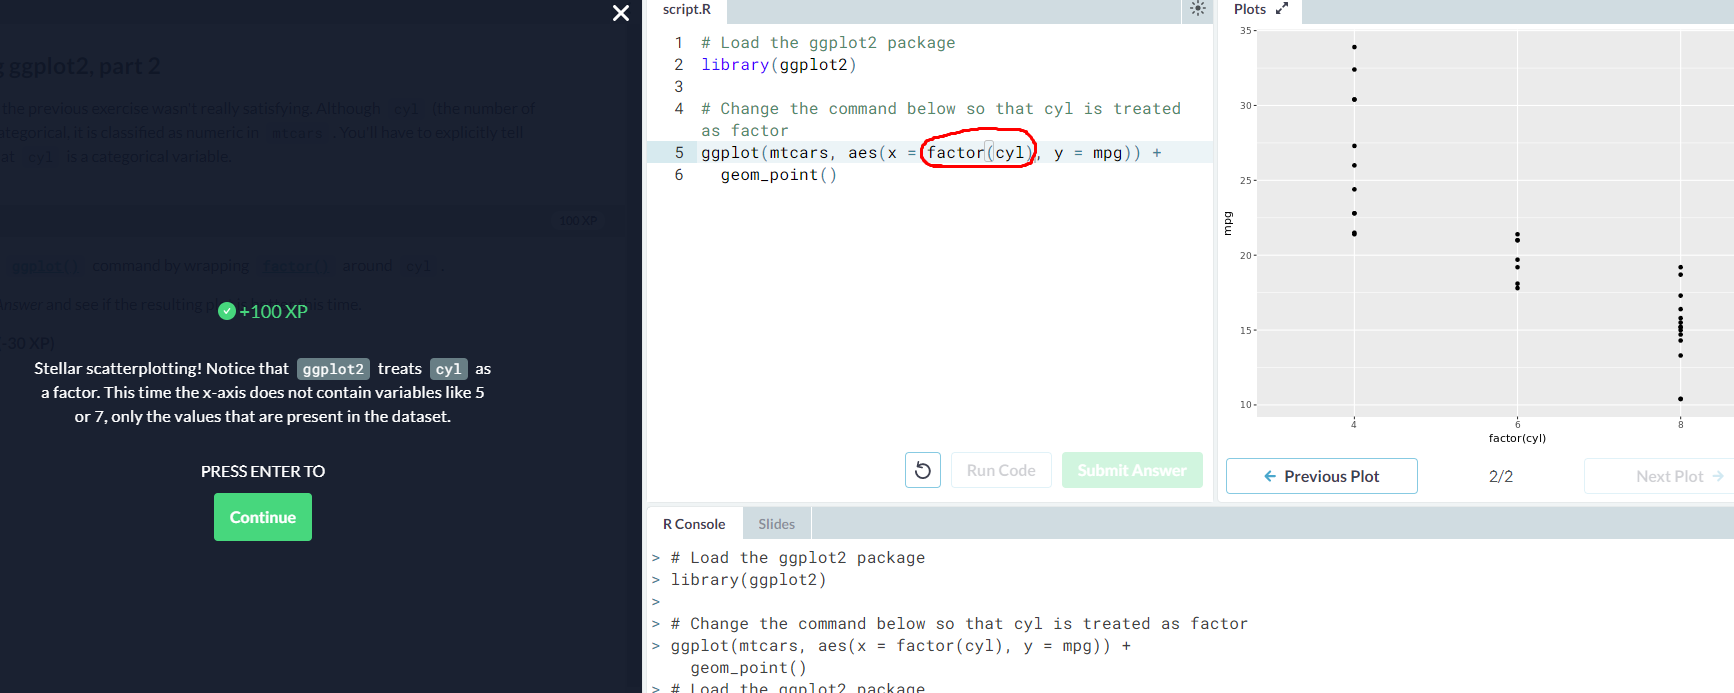 ggplot2, part 2
the previous exercise wasn't really satisfying. Although cyl (the number of
ategorical, it is classified as numeric in mtcars . You'll have to explicitly tell
at cyl is a categorical variable.
100 XP
ggplot() command by wrapping factor() around cyl .
Answer and see if the resulting this time.
-30 XP)
+100 XP
Stellar scatterplotting! Notice that ggplot2 treats cyl as
a factor. This time the x-axis does not contain variables like 5
or 7, only the values that are present in the dataset.
PRESS ENTER TO
Continue
script.R
1 # Load the ggplot2 package
2 library(ggplot2)
3
4 # Change the command below so that cyl is treated
as factor
5 ggplot(mtcars, aes(x = factor(cyl), y = mpg)) +
6 geom_point()
Run Code
Submit Answer
Plots
35
30
25
20
15
10
mpg
4 6 8
factor(cyl)
Previous Plot
2/2
Next Plot
R Console
Slides
> # Load the ggplot2 package
> library(ggplot2)
>
> # Change the command below so that cyl is treated as factor
> ggplot(mtcars, aes(x = factor(cyl), y = mpg)) +
geom_point()
> # Load the ggplot2 package